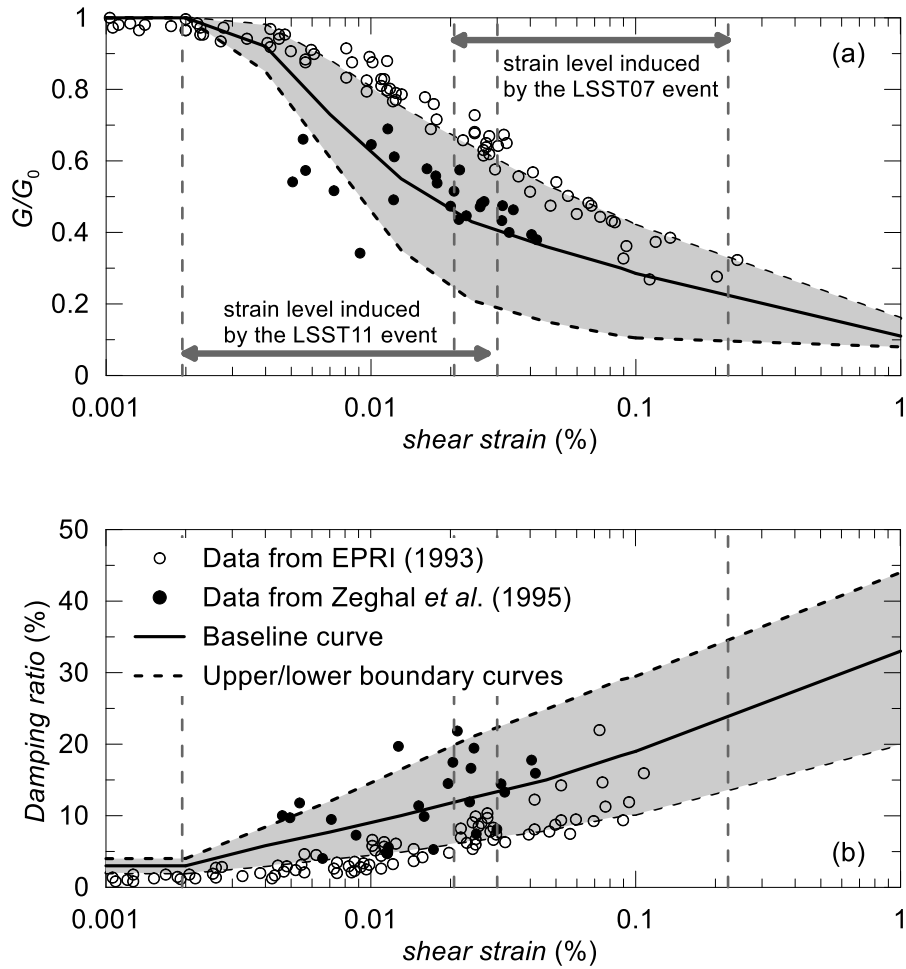 1
0.8
0.6
0.4
0.2
0
G/G0
(a)
strain level induced
by the LSST07 event
strain level induced
by the LSST11 event
0.001
0.01
0.1
1
shear strain (%)
50
40
30
20
10
0
Damping ratio (%)
Data from EPRI (1993)
Data from Zeghal et al. (1995)
Baseline curve
Upper/lower boundary curves
(b)
0.001
0.01
0.1
1
shear strain (%)